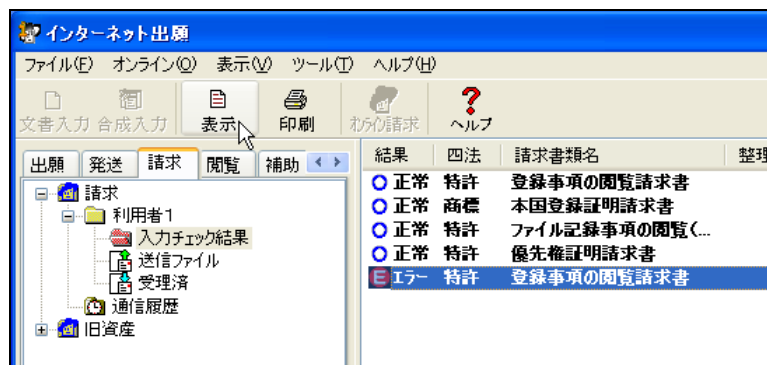 インターネット出願
ファイル(F) オンライン(O) 表示(V) ツール(T) ヘルプ(H)
文書入力 合成入力 表示 印刷 オンライン請求 ヘルプ
出願 発送 請求 閲覧 補助
請求
利用者1
入力チェック結果
送信ファイル
受理済
通信履歴
旧資産
結果 四法 請求書類名 整理
正常 特許 登録事項の閲覧請求書
正常 商標 本国登録証明請求書
正常 特許 ファイル記録事項の閲覧(...
正常 特許 優先権証明請求書
E エラー 特許 登録事項の閲覧請求書